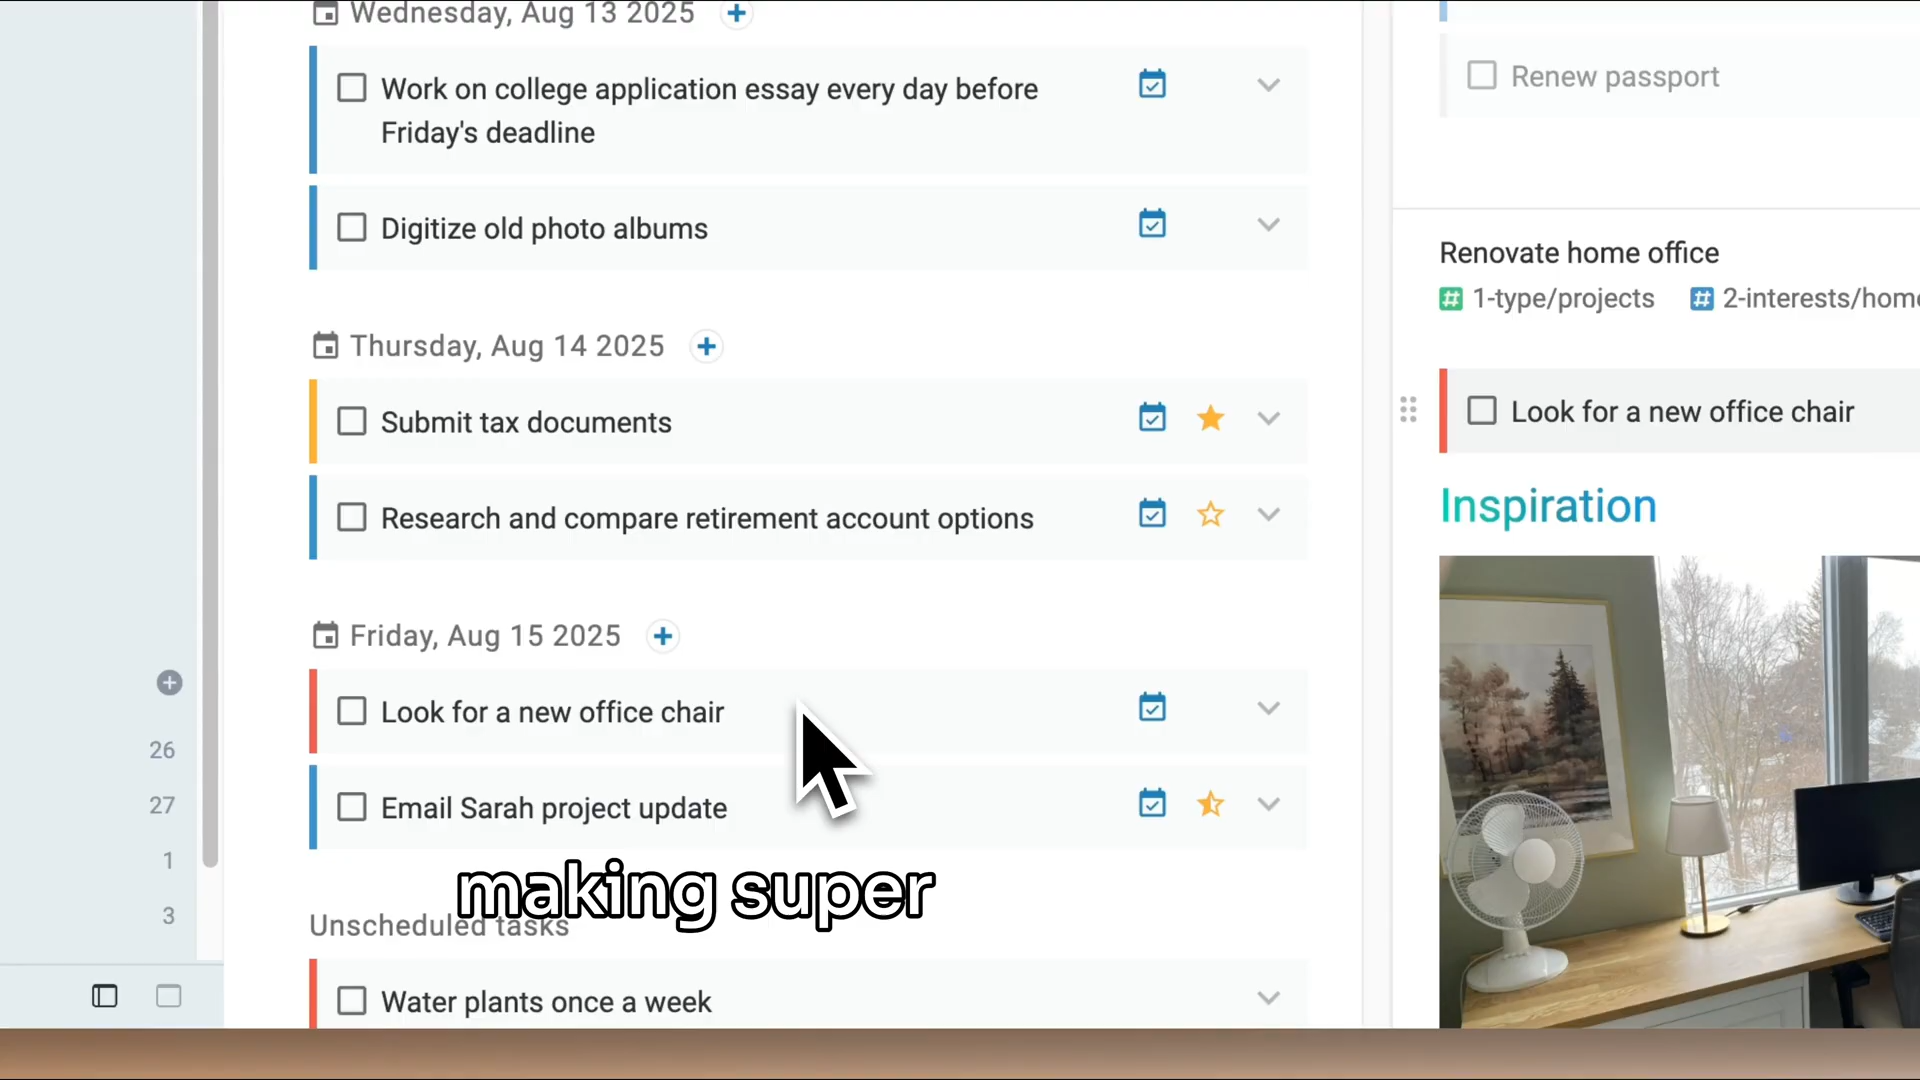 Wednesday, Aug 13 2025
Work on college application essay every day before
Friday's deadline
Digitize old photo albums
Thursday, Aug 14 2025
Submit tax documents
Research and compare retirement account options
Friday, Aug 15 2025
Look for a new office chair
Email Sarah project update
making super
Unscheduled tasks
Water plants once a week
26
27
1
3
Renew passport
Renovate home office
# 1-type/projects # 2-interests/home
Look for a new office chair
Inspiration